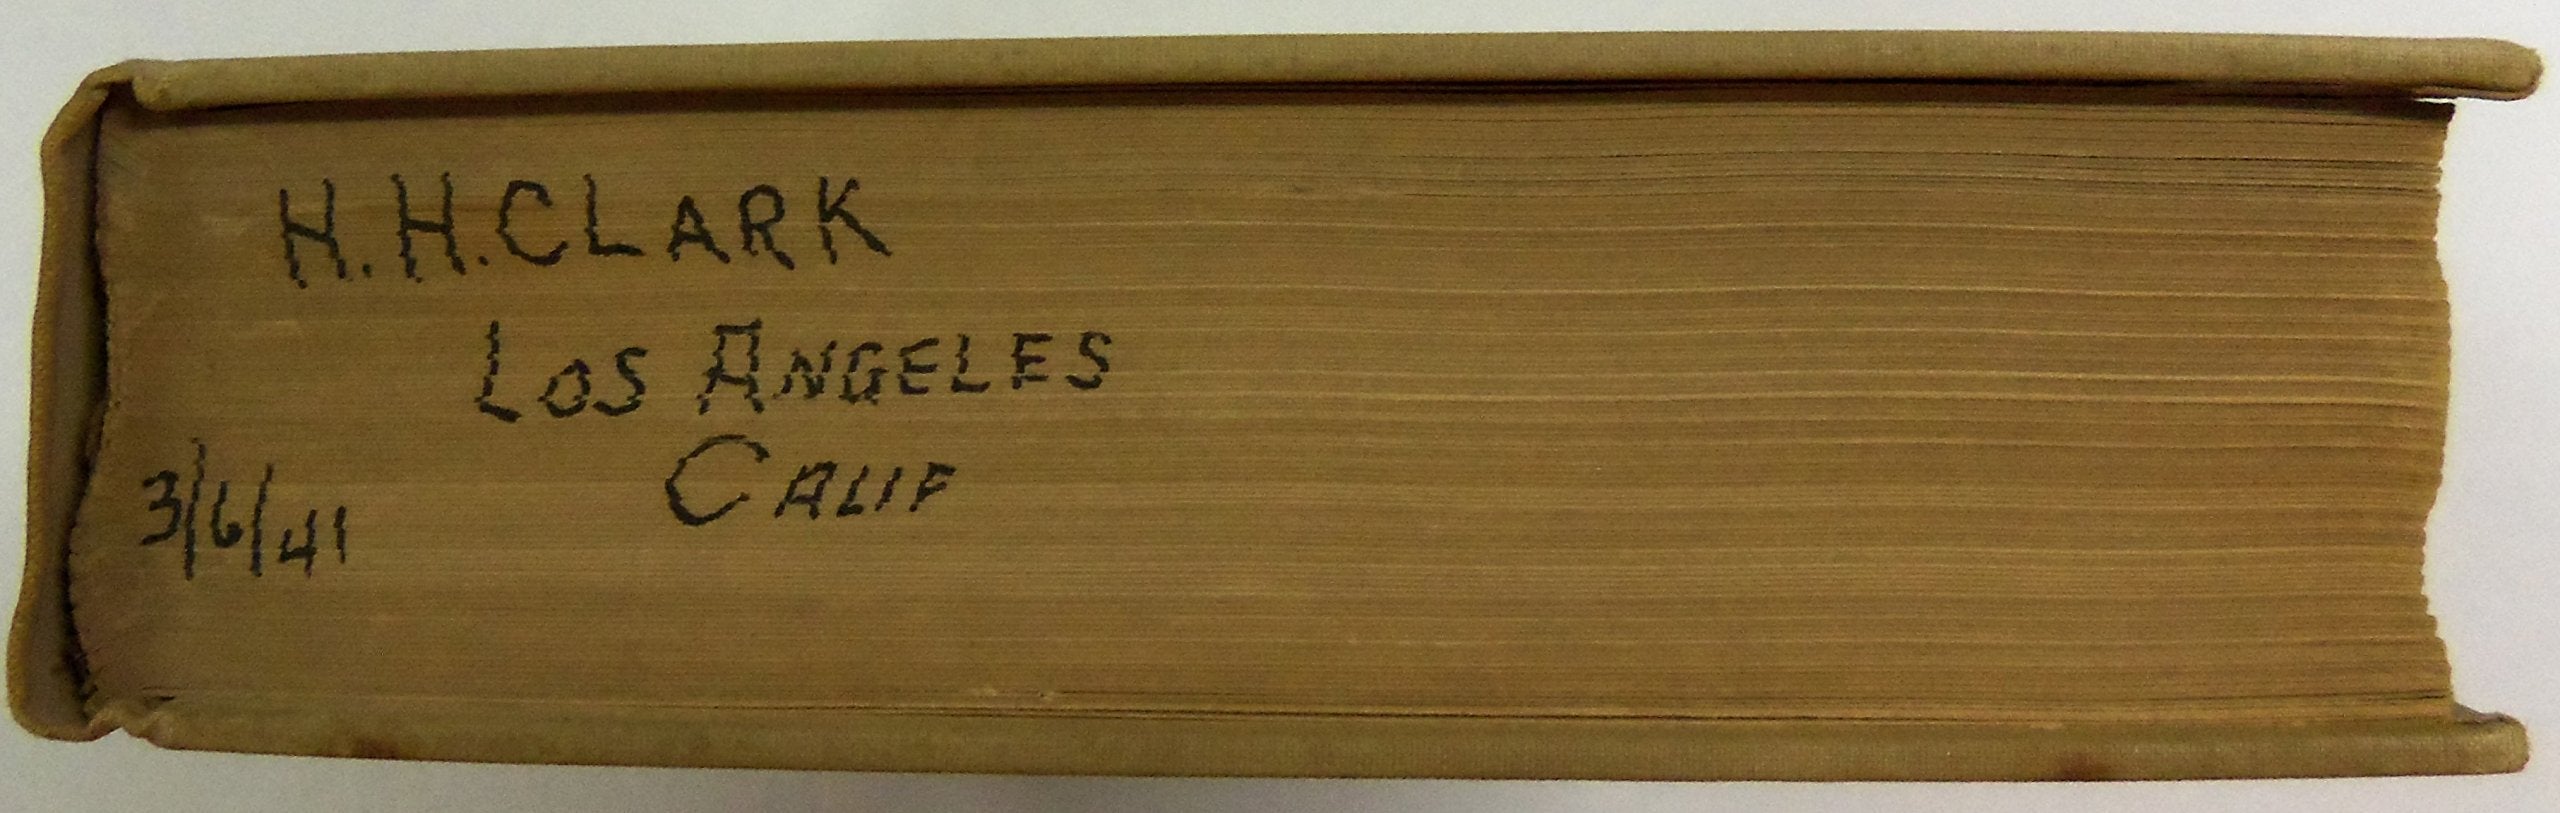 H. H. CLARK
LOS ANGELES
CALIF
3/6/41